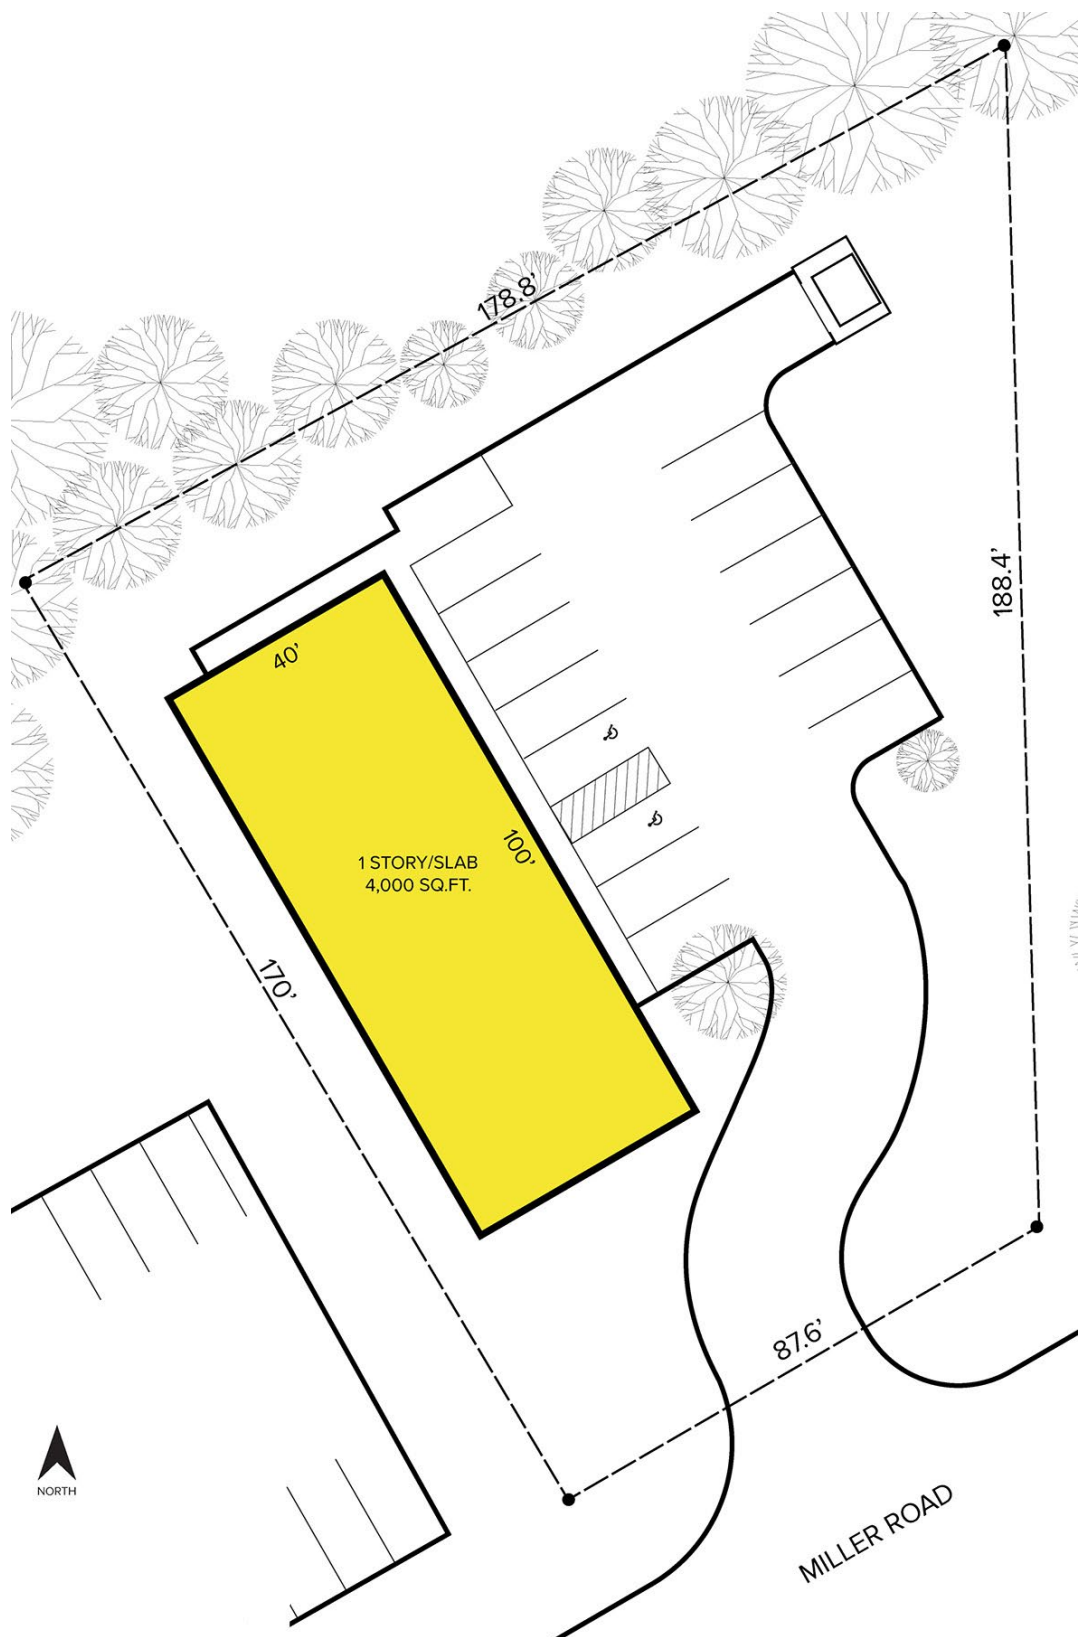 178.8’
188.4’
40’
100’
1 STORY/SLAB
4,000 SQ.FT.
170’
87.6’
NORTH
MILLER ROAD